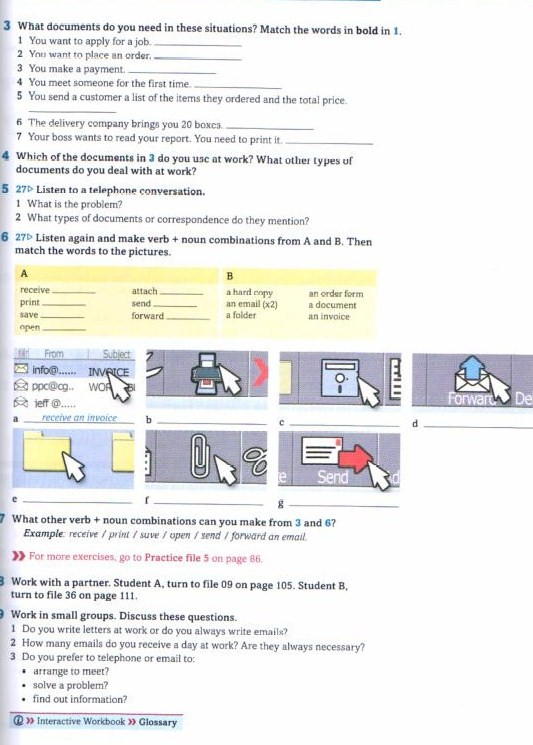 3 What documents do you need in these situations? Match the words in bold in 1.
1 You want to apply for a job.
2 You want to place an order.
3 You make a payment.
4 You meet someone for the first time.
5 You send a customer a list of the items they ordered and the total price.
6 The delivery company brings you 20 boxes.
7 Your boss wants to read your report. You need to print it.
4 Which of the documents in 3 do you use at work? What other types of
documents do you deal with at work?
5 27 Listen to a telephone conversation.
1 What is the problem?
2 What types of documents or correspondence do they mention?
6 27 Listen again and make verb + noun combinations from A and B. Then
match the words to the pictures.
A B
receive attach a hard copy an order form
print send an email (x2) a document
save forward a folder an invoice
open
From Subject
info@...... INVOICE
ppc@cg..
jeff @.....
Forward De
a receive an invoice b c d
Send
e f g
7 What other verb + noun combinations can you make from 3 and 6?
Example: receive / print / save / open / send / forward an email.
For more exercises, go to Practice file 5 on page 86.
8 Work with a partner. Student A, turn to file 09 on page 105. Student B,
turn to file 36 on page 111.
9 Work in small groups. Discuss these questions.
1 Do you write letters at work or do you always write emails?
2 How many emails do you receive a day at work? Are they always necessary?
3 Do you prefer to telephone or email to:
• arrange to meet?
• solve a problem?
• find out information?
Interactive Workbook Glossary